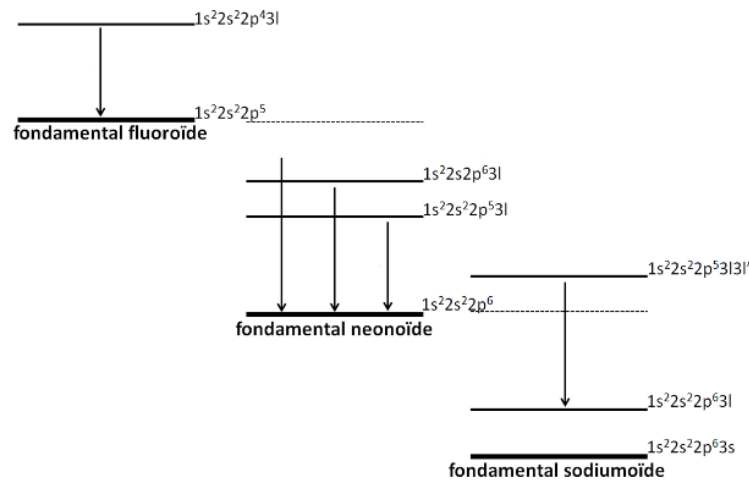 1s²2s²2p⁴3l
1s²2s²2p⁵
fondamental fluoroïde
1s²2s2p⁶3l
1s²2s²2p⁵3l
1s²2s²2p⁵3l3l'
1s²2s²2p⁶
fondamental neonoïde
1s²2s²2p⁶3l
1s²2s²2p⁶3s
fondamental sodiumoïde